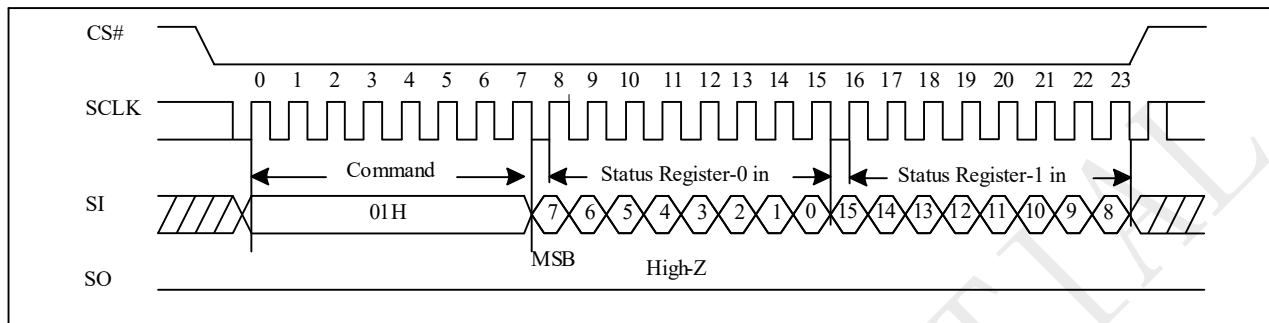 CS#
0 1 2 3 4 5 6 7 8 9 10 11 12 13 14 15 16 17 18 19 20 21 22 23
SCLK
Command Status Register-0 in Status Register-1 in
SI 01H 7 6 5 4 3 2 1 0 15 14 13 12 11 10 9 8
MSB High-Z
SO